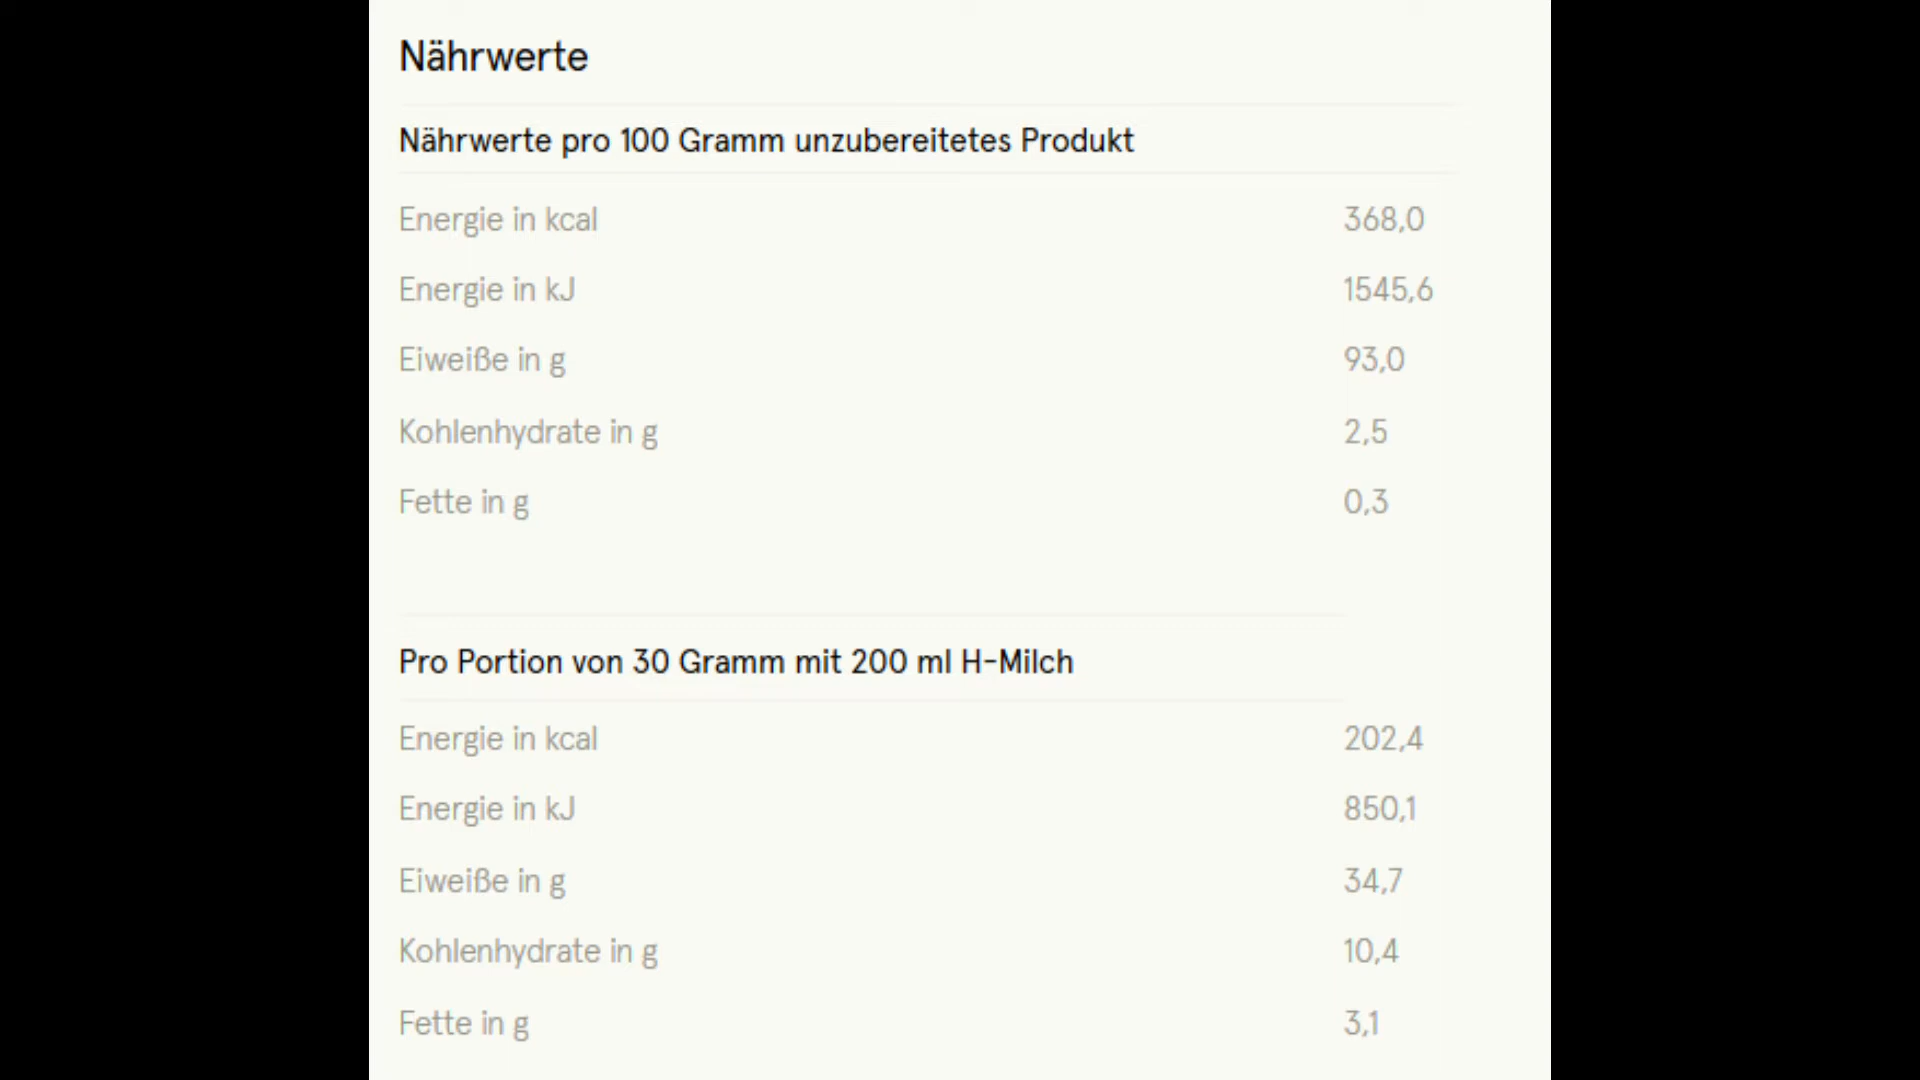 Nährwerte
Nährwerte pro 100 Gramm unzubereitetes Produkt
Energie in kcal 368,0
Energie in kJ 1545,6
Eiweiße in g 93,0
Kohlenhydrate in g 2,5
Fette in g 0,3
Pro Portion von 30 Gramm mit 200 ml H-Milch
Energie in kcal 202,4
Energie in kJ 850,1
Eiweiße in g 34,7
Kohlenhydrate in g 10,4
Fette in g 3,1